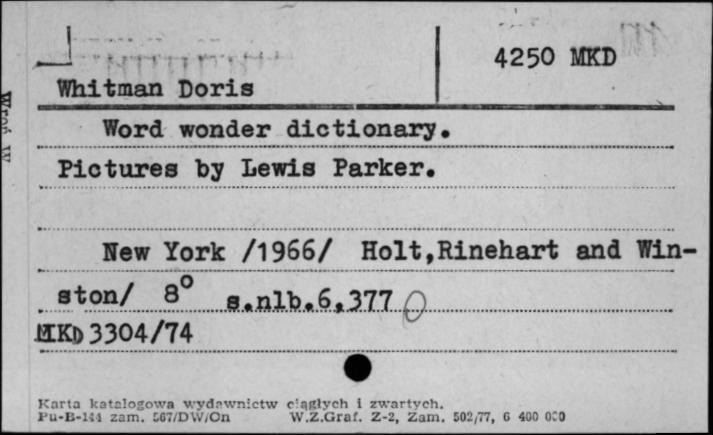 4250 MKD
Whitman Doris
Word wonder dictionary.
Pictures by Lewis Parker.
New York /1966/ Holt,Rinehart and Win-
ston/ 8° s.nlb.6,377
MKD 3304/74
Karta katalogowa wydawnictw ciągłych i zwartych.
Pu-B-144 zam. 567/DW/On W.Z.Graf. Z-2, Zam. 502/77, 6 400 000